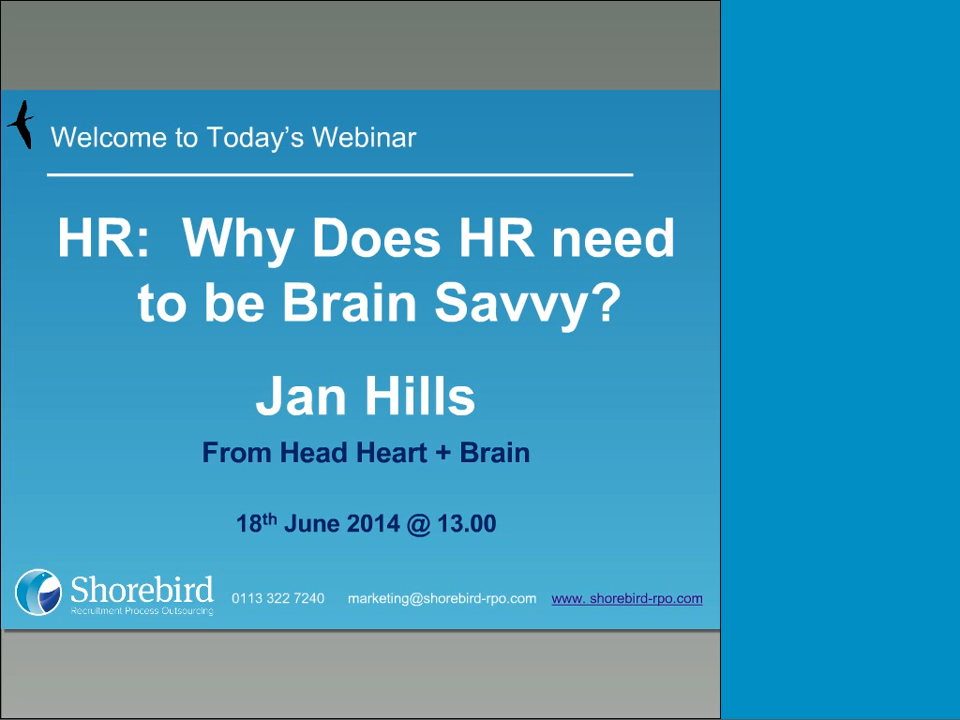 Welcome to Today's Webinar
HR:  Why Does HR need
to be Brain Savvy?
Jan Hills
From Head Heart + Brain
18th June 2014 @ 13.00
Shorebird
Recruitment Process Outsourcing
0113 322 7240 marketing@shorebird-rpo.com www. shorebird-rpo.com